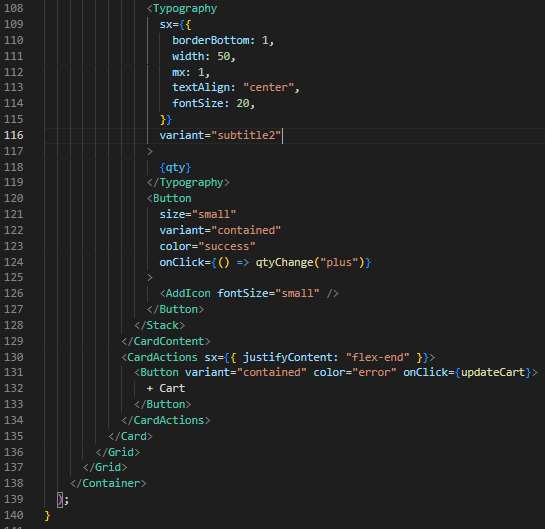 108 <Typography
109 sx={{
110 borderBottom: 1,
111 width: 50,
112 mx: 1,
113 textAlign: "center",
114 fontSize: 20,
115 }}
116 variant="subtitle2"
117 >
118 {qty}
119 </Typography>
120 <Button
121 size="small"
122 variant="contained"
123 color="success"
124 onClick={() => qtyChange("plus")}
125 >
126 <AddIcon fontSize="small" />
127 </Button>
128 </Stack>
129 </CardContent>
130 <CardActions sx={{ justifyContent: "flex-end" }}>
131 <Button variant="contained" color="error" onClick={updateCart}>
132 + Cart
133 </Button>
134 </CardActions>
135 </Card>
136 </Grid>
137 </Grid>
138 </Container>
139 );
140 }